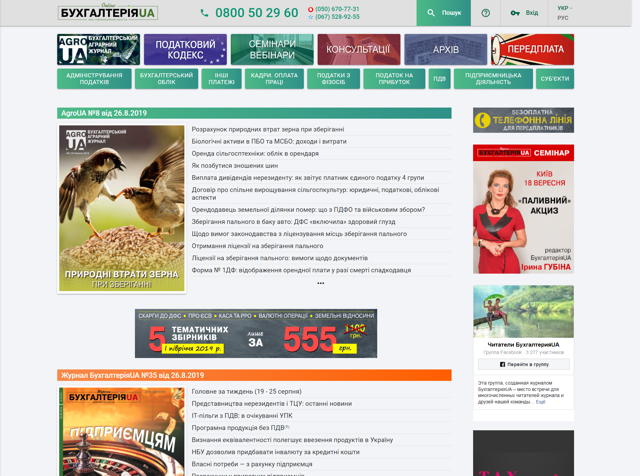 Online
БУХГАЛТЕРІЯUA
0800 50 29 60
(050) 670-77-31
(067) 528-92-55
Пошук
Вхід
УКР
РУС
AGRO UA
БУХГАЛТЕРСЬКИЙ АГРАРНИЙ ЖУРНАЛ
ПОДАТКОВИЙ КОДЕКС
СЕМІНАРИ ВЕБІНАРИ
КОНСУЛЬТАЦІЇ
АРХІВ
ПЕРЕДПЛАТА
АДМІНІСТРУВАННЯ ПОДАТКІВ
БУХГАЛТЕРСЬКИЙ ОБЛІК
ІНШІ ПЛАТЕЖІ
КАДРИ. ОПЛАТА ПРАЦІ
ПОДАТКИ З ФІЗОСІБ
ПОДАТОК НА ПРИБУТОК
ПДВ
ПІДПРИЄМНИЦЬКА ДІЯЛЬНІСТЬ
СУБ'ЄКТИ
AgroUA №8 від 26.8.2019
AGRO UA
БУХГАЛТЕРСЬКИЙ АГРАРНИЙ ЖУРНАЛ
ПРИРОДНІ ВТРАТИ ЗЕРНА
ПРИ ЗБЕРІГАННІ
Розрахунок природних втрат зерна при зберіганні
Біологічні активи в ПБО та МСБО: доходи і витрати
Оренда сільгосптехніки: облік в орендаря
Як позбутися зношених шин
Виплата дивідендів нерезиденту: як звітує платник єдиного податку 4 групи
Договір про спільне вирощування сільгоспкультур: юридичні, податкові, облікові
аспекти
Орендодавець земельної ділянки помер: що з ПДФО та військовим збором?
Зберігання пального в баку авто: ДФС «включила» здоровий глузд
Щодо вимог законодавства з ліцензування місць зберігання пального
Отримання ліцензії на зберігання пального
Ліцензії на зберігання пального: вимоги щодо документів
Форма № 1ДФ: відображення орендної плати у разі смерті спадкодавця
•••
СКАРГИ ДО ДФС • ПРО ЄСВ • КАСА ТА РРО • ВАЛЮТНІ ОПЕРАЦІЇ • ЗЕМЕЛЬНІ ВІДНОСИНИ
5 ТЕМАТИЧНИХ ЗБІРНИКІВ
І півріччя 2019 р.
лише ЗА
555
1100 грн.
грн.
Журнал БухгалтеріяUA №35 від 26.8.2019
БУХГАЛТЕРІЯUA
ПІДПРИЄМЦЯМ
Головне за тиждень (19 - 25 серпня)
Представництва нерезидентів і ТЦУ: останні новини
ІТ-пільги з ПДВ: в очікуванні УПК
Програмна продукція без ПДВ
Визнання еквівалентності полегшує ввезення продуктів в Україну
НБУ дозволив придбавати інвалюту за кредитні кошти
Власні потреби — з рахунку підприємця
БЕЗОПЛАТНА
ТЕЛЕФОННА ЛІНІЯ
ДЛЯ ПЕРЕДПЛАТНИКІВ
БУХГАЛТЕРІЯUA СЕМІНАР
КИЇВ
18 ВЕРЕСНЯ
«ПАЛИВНИЙ»
АКЦИЗ
редактор
БухгалтеріяUA
Ірина ГУБІНА
Читатели БухгалтерияUA
Группа Facebook · 3 277 участников
Перейти в группу
Эта группа, созданная журналом
БухгалтерияUA – место встречи для
многочисленных читателей журнала и
друзей нашей команды. Ещё
TAX